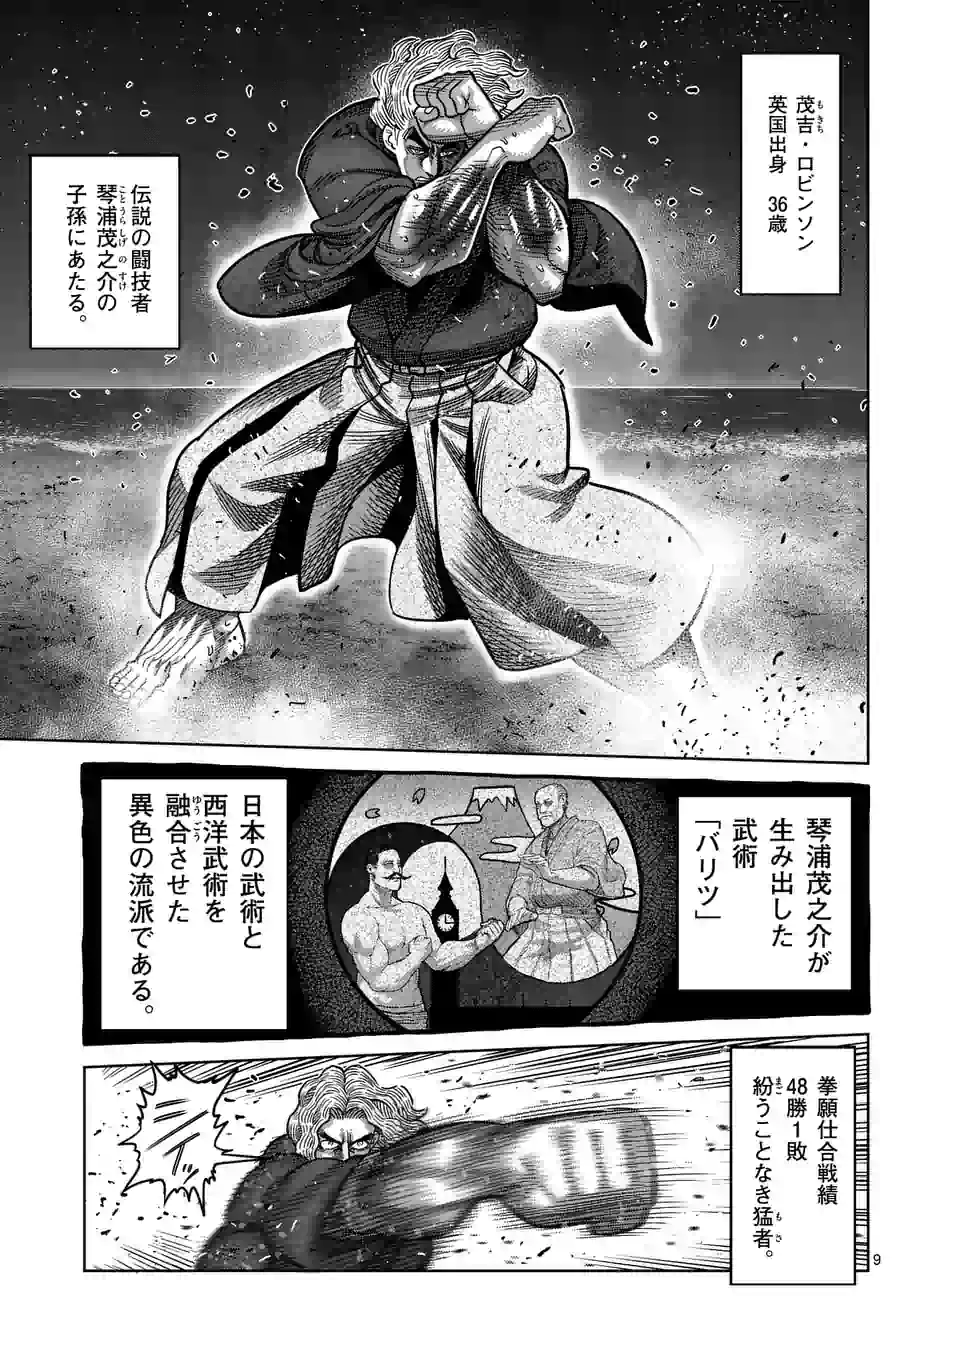 茂吉・ロビンソン
英国出身 36歳
伝説の闘技者
琴浦茂之介の
子孫にあたる。
琴浦茂之介が
生み出した
武術
「バリツ」
日本の武術と
西洋武術を
融合させた
異色の流派である。
拳願仕合戦績
48勝1敗
紛うことなき猛者。
9